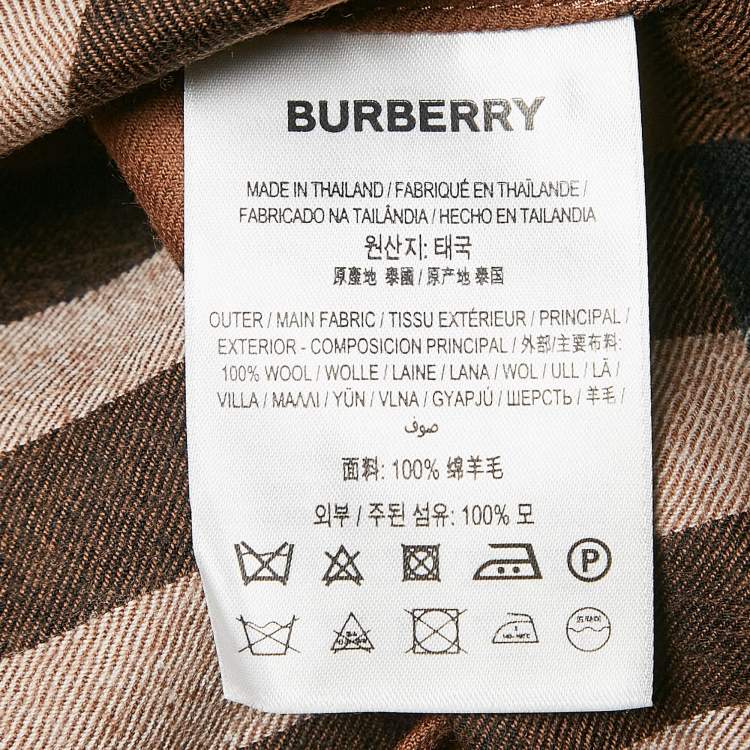 BURBERRY
MADE IN THAILAND / FABRIQUÉ EN THAÏLANDE /
FABRICADO NA TAILÂNDIA / HECHO EN TAILANDIA
원산지: 태국
原產地 泰國 / 原产地 泰国
OUTER / MAIN FABRIC / TISSU EXTÉRIEUR / PRINCIPAL /
EXTERIOR - COMPOSICIÓN PRINCIPAL / 外部/主要布料:
100% WOOL / WOLLE / LAINE / LANA / WOL / ULL / LÃ /
VILLA / ΜΑΛΛΙ / YÜN / VLNA / GYAPJÚ / ШЕРСТЬ / 羊毛 /
صوف
面料: 100% 绵羊毛
외부 / 주된 섬유: 100% 모
P